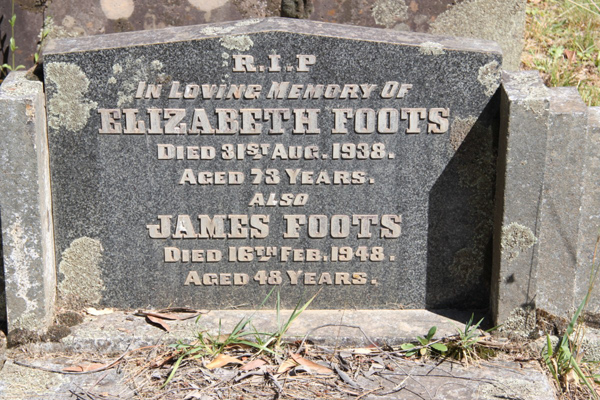 R.I.P
In Loving Memory Of
ELIZABETH FOOTS
Died 31st Aug. 1938.
Aged 73 Years.
Also
JAMES FOOTS
Died 16th Feb. 1948.
Aged 48 Years.